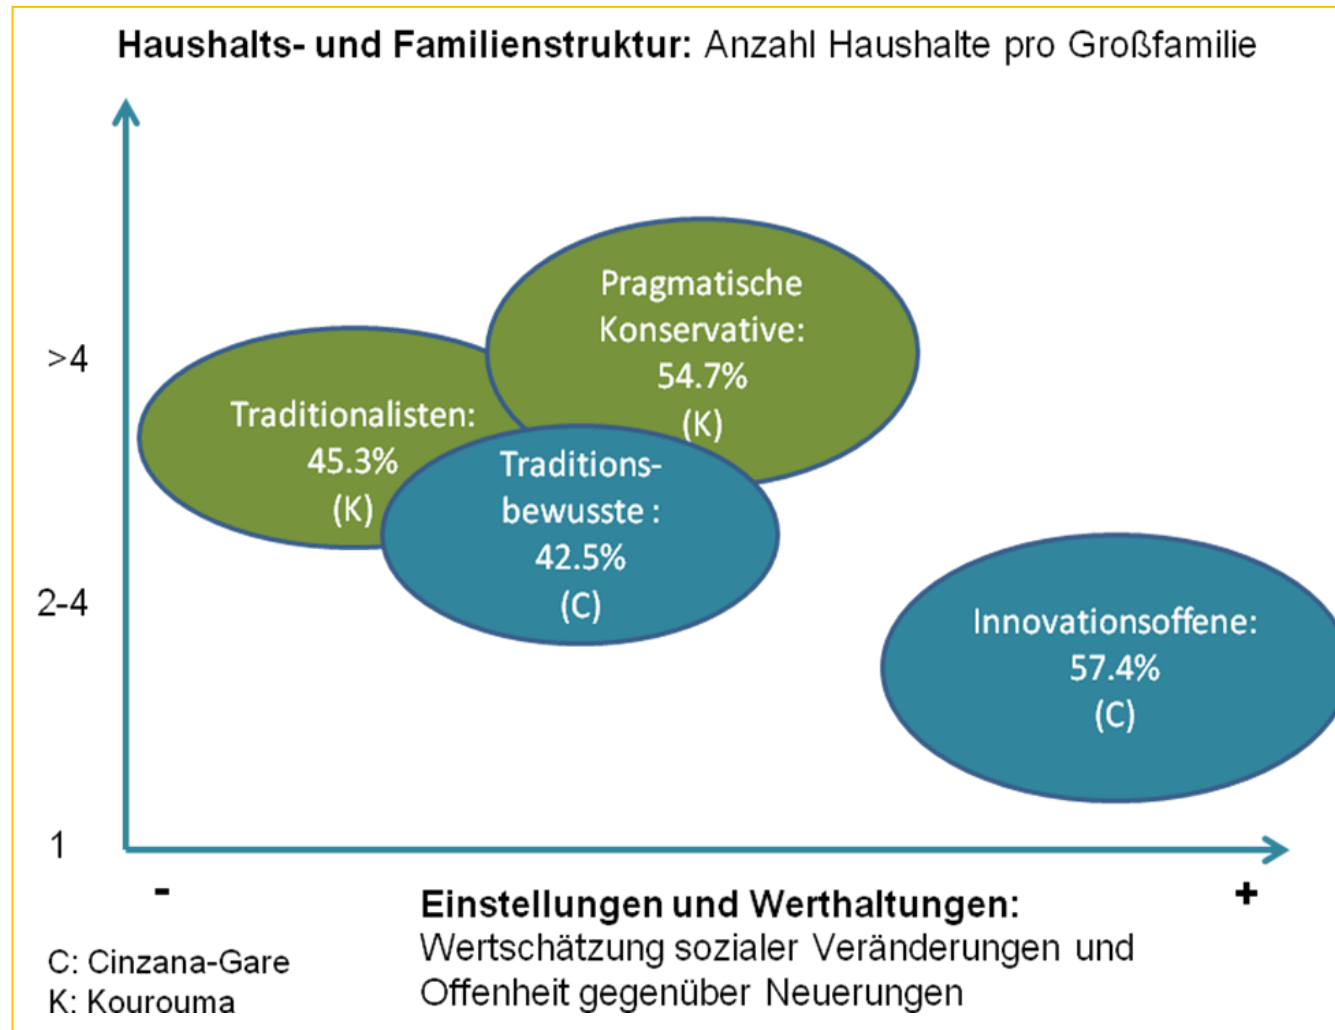 Haushalts- und Familienstruktur: Anzahl Haushalte pro Großfamilie
>4
2-4
1
Pragmatische
Konservative:
54.7%
(K)
Traditionalisten:
45.3%
(K)
Traditions-
bewusste :
42.5%
(C)
Innovationsoffene:
57.4%
(C)
-
+
Einstellungen und Werthaltungen:
Wertschätzung sozialer Veränderungen und
Offenheit gegenüber Neuerungen
C: Cinzana-Gare
K: Kourouma